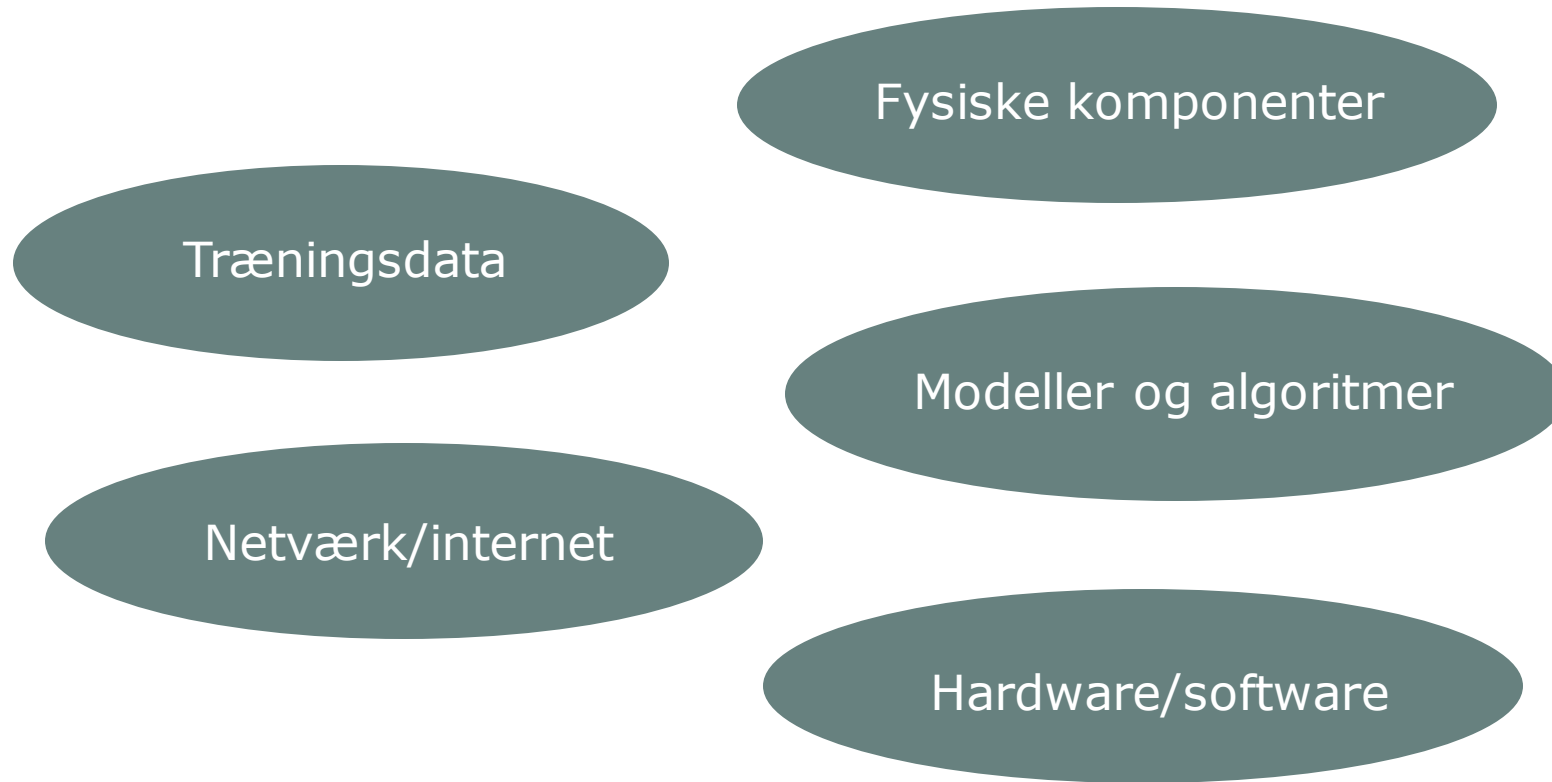 Fysiske komponenter
Træningsdata
Modeller og algoritmer
Netværk/internet
Hardware/software